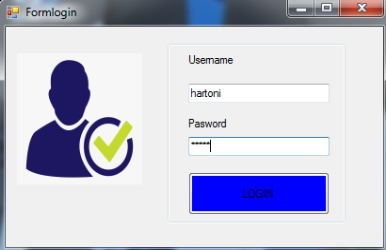 Formlogin
Username
hartoni
Pasword
*****
LOGIN